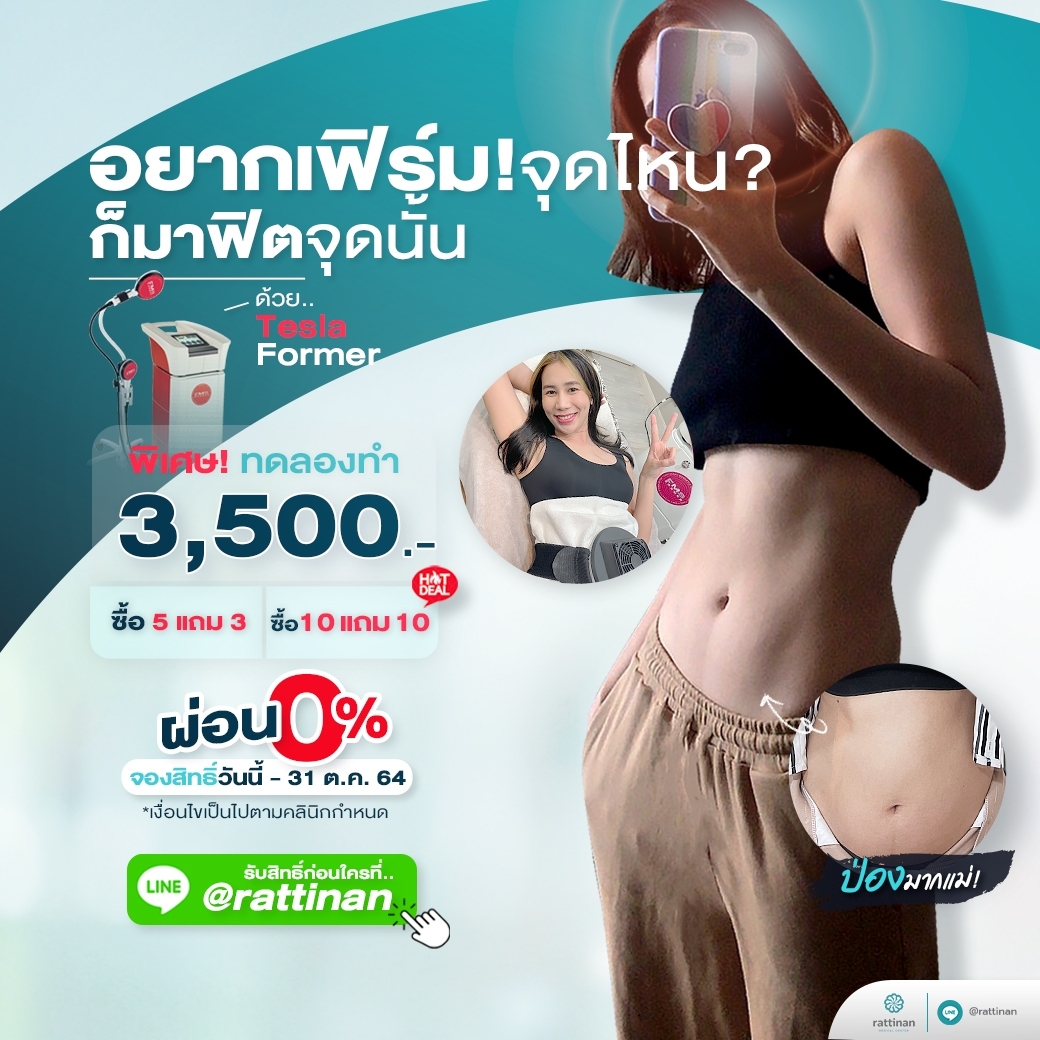 อยากเฟิร์ม!จุดไหน?
ก็มาฟิตจุดนั้น
ด้วย..
Tesla
Former
พิเศษ! ทดลองทำ
3,500.-
HOT
DEAL
ซื้อ 5 แถม 3
ซื้อ10 แถม 10
ผ่อน0%
จองสิทธิ์วันนี้ - 31 ต.ค. 64
*เงื่อนไขเป็นไปตามคลินิกกำหนด
LINE
รับสิทธิ์ก่อนใครที่..
@rattinan
FMS
ป่องมากแม่!
rattinan
MEDICAL CENTER
LINE
@rattinan